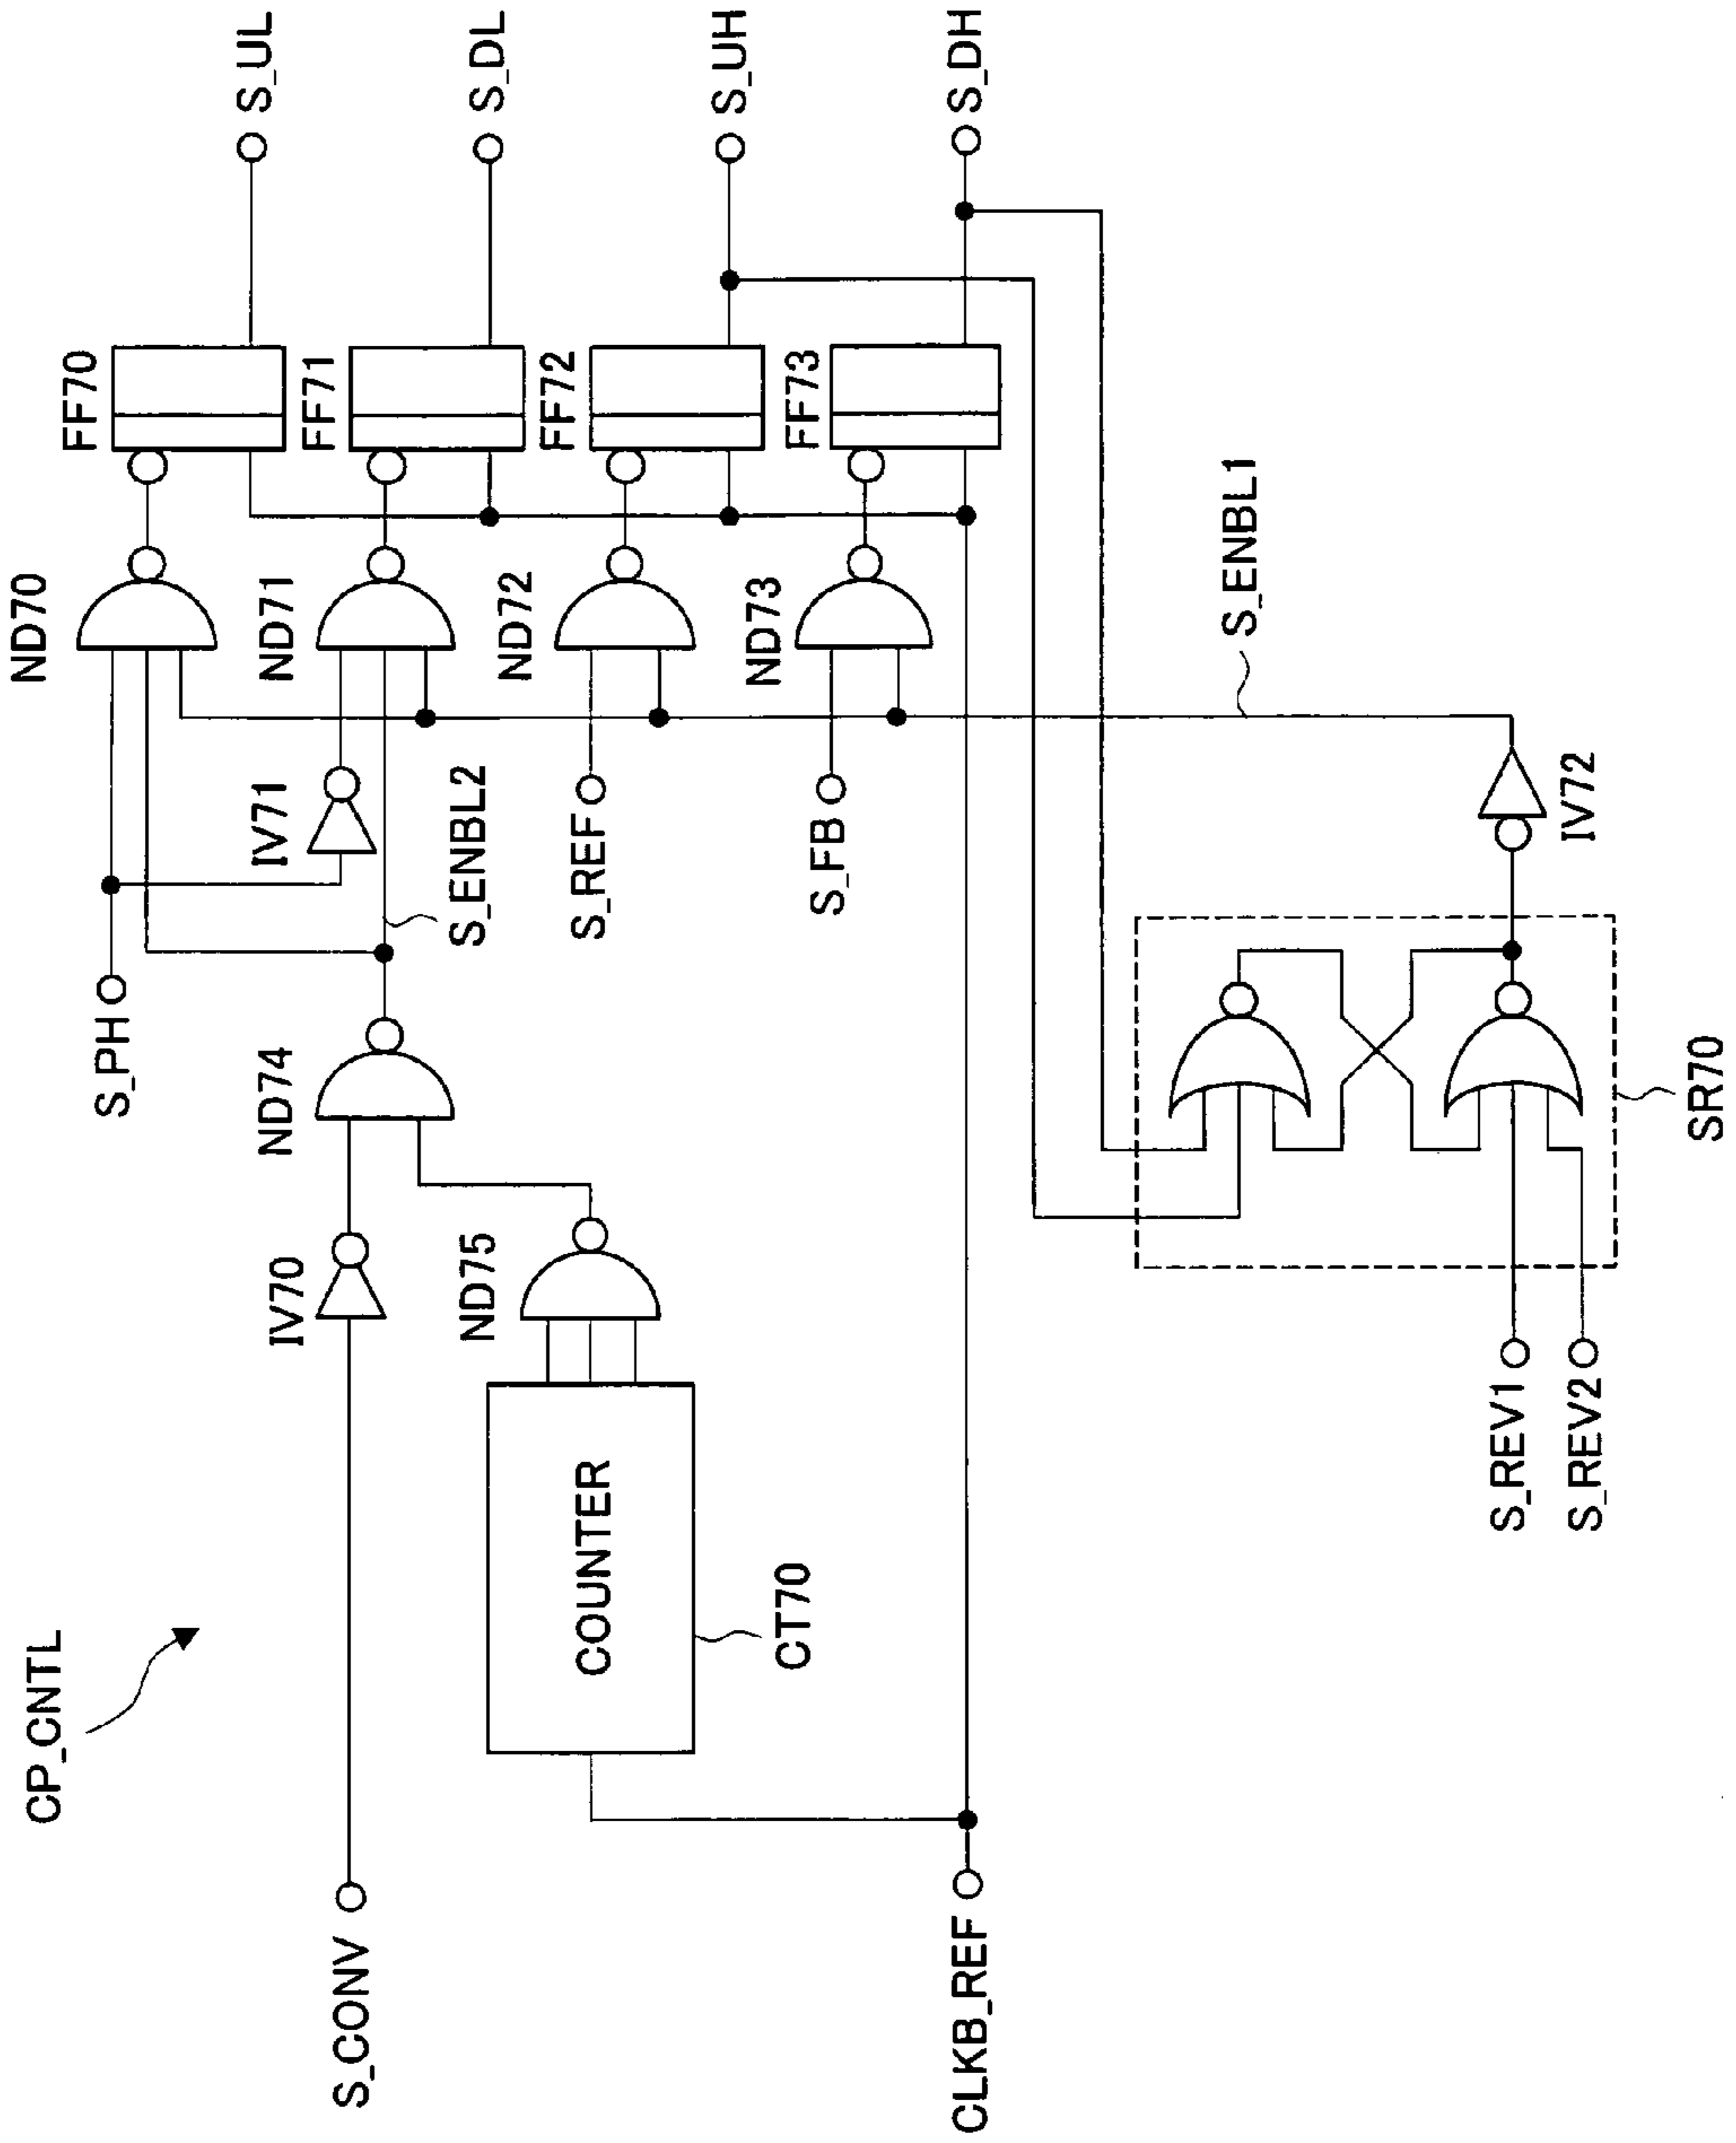 CP_CNTL
S_CONV
IV70
ND74
S_PH
IV71
S_ENBL2
ND70
FF70
S_UL
ND71
FF71
S_DL
COUNTER
CT70
ND75
S_REF
ND72
FF72
S_UH
S_FB
ND73
FF73
S_DH
CLKB_REF
S_ENBL1
S_REV1
S_REV2
SR70
IV72